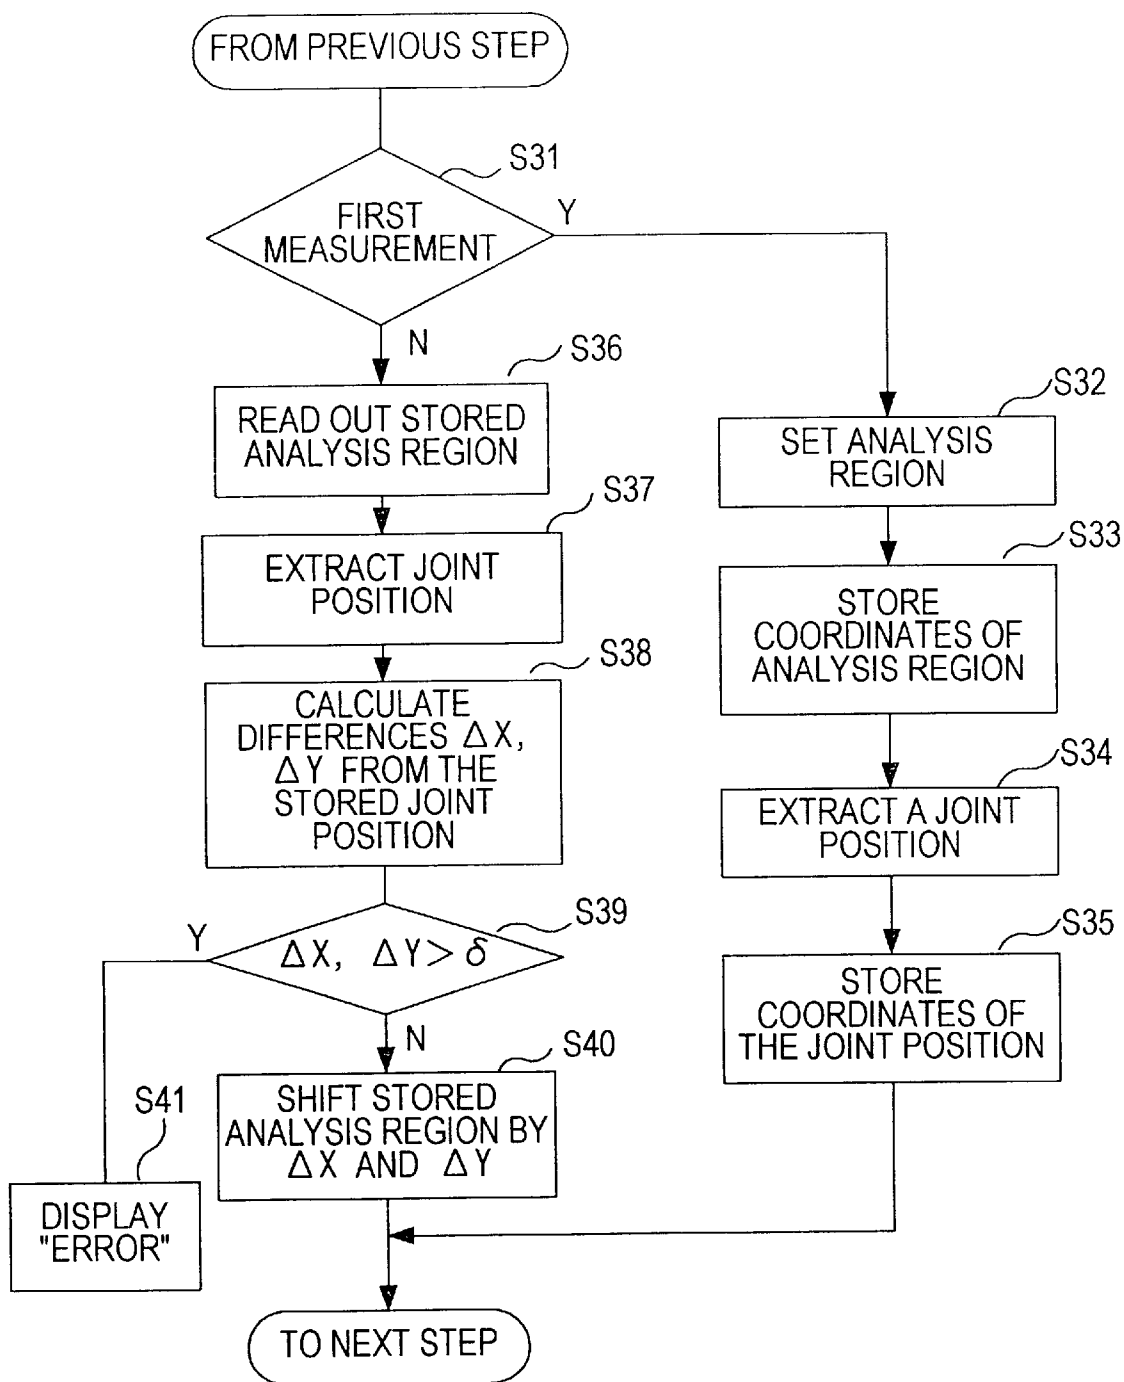 FROM PREVIOUS STEP
S31
FIRST
MEASUREMENT
Y
N
S36
READ OUT STORED
ANALYSIS REGION
S37
EXTRACT JOINT
POSITION
S38
CALCULATE
DIFFERENCES ΔX,
ΔY FROM THE
STORED JOINT
POSITION
S39
Y
ΔX, ΔY > δ
N
S40
SHIFT STORED
ANALYSIS REGION BY
ΔX AND ΔY
S41
DISPLAY
"ERROR"
S32
SET ANALYSIS
REGION
S33
STORE
COORDINATES OF
ANALYSIS REGION
S34
EXTRACT A JOINT
POSITION
S35
STORE
COORDINATES OF
THE JOINT POSITION
TO NEXT STEP